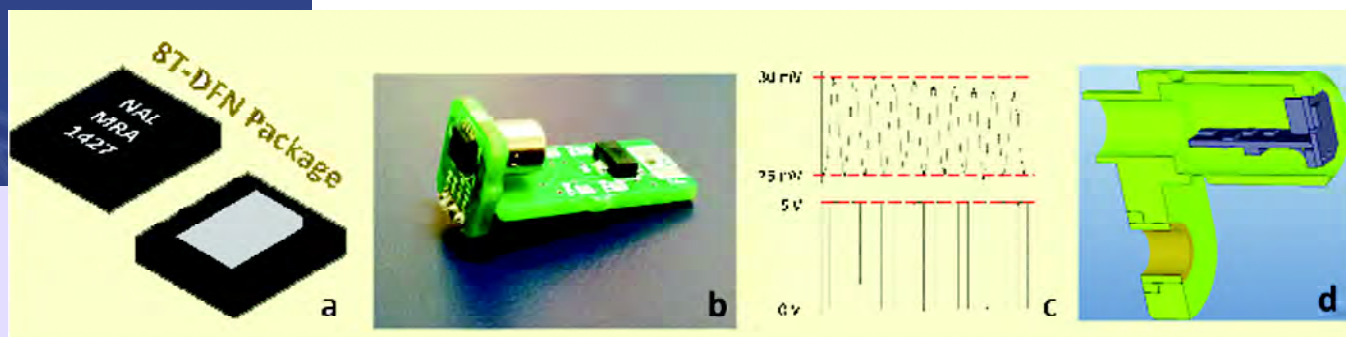 8T-DFN Package
NAL
MRA
1427
a
b
30 mV
25 mV
5 V
0 V
c
d